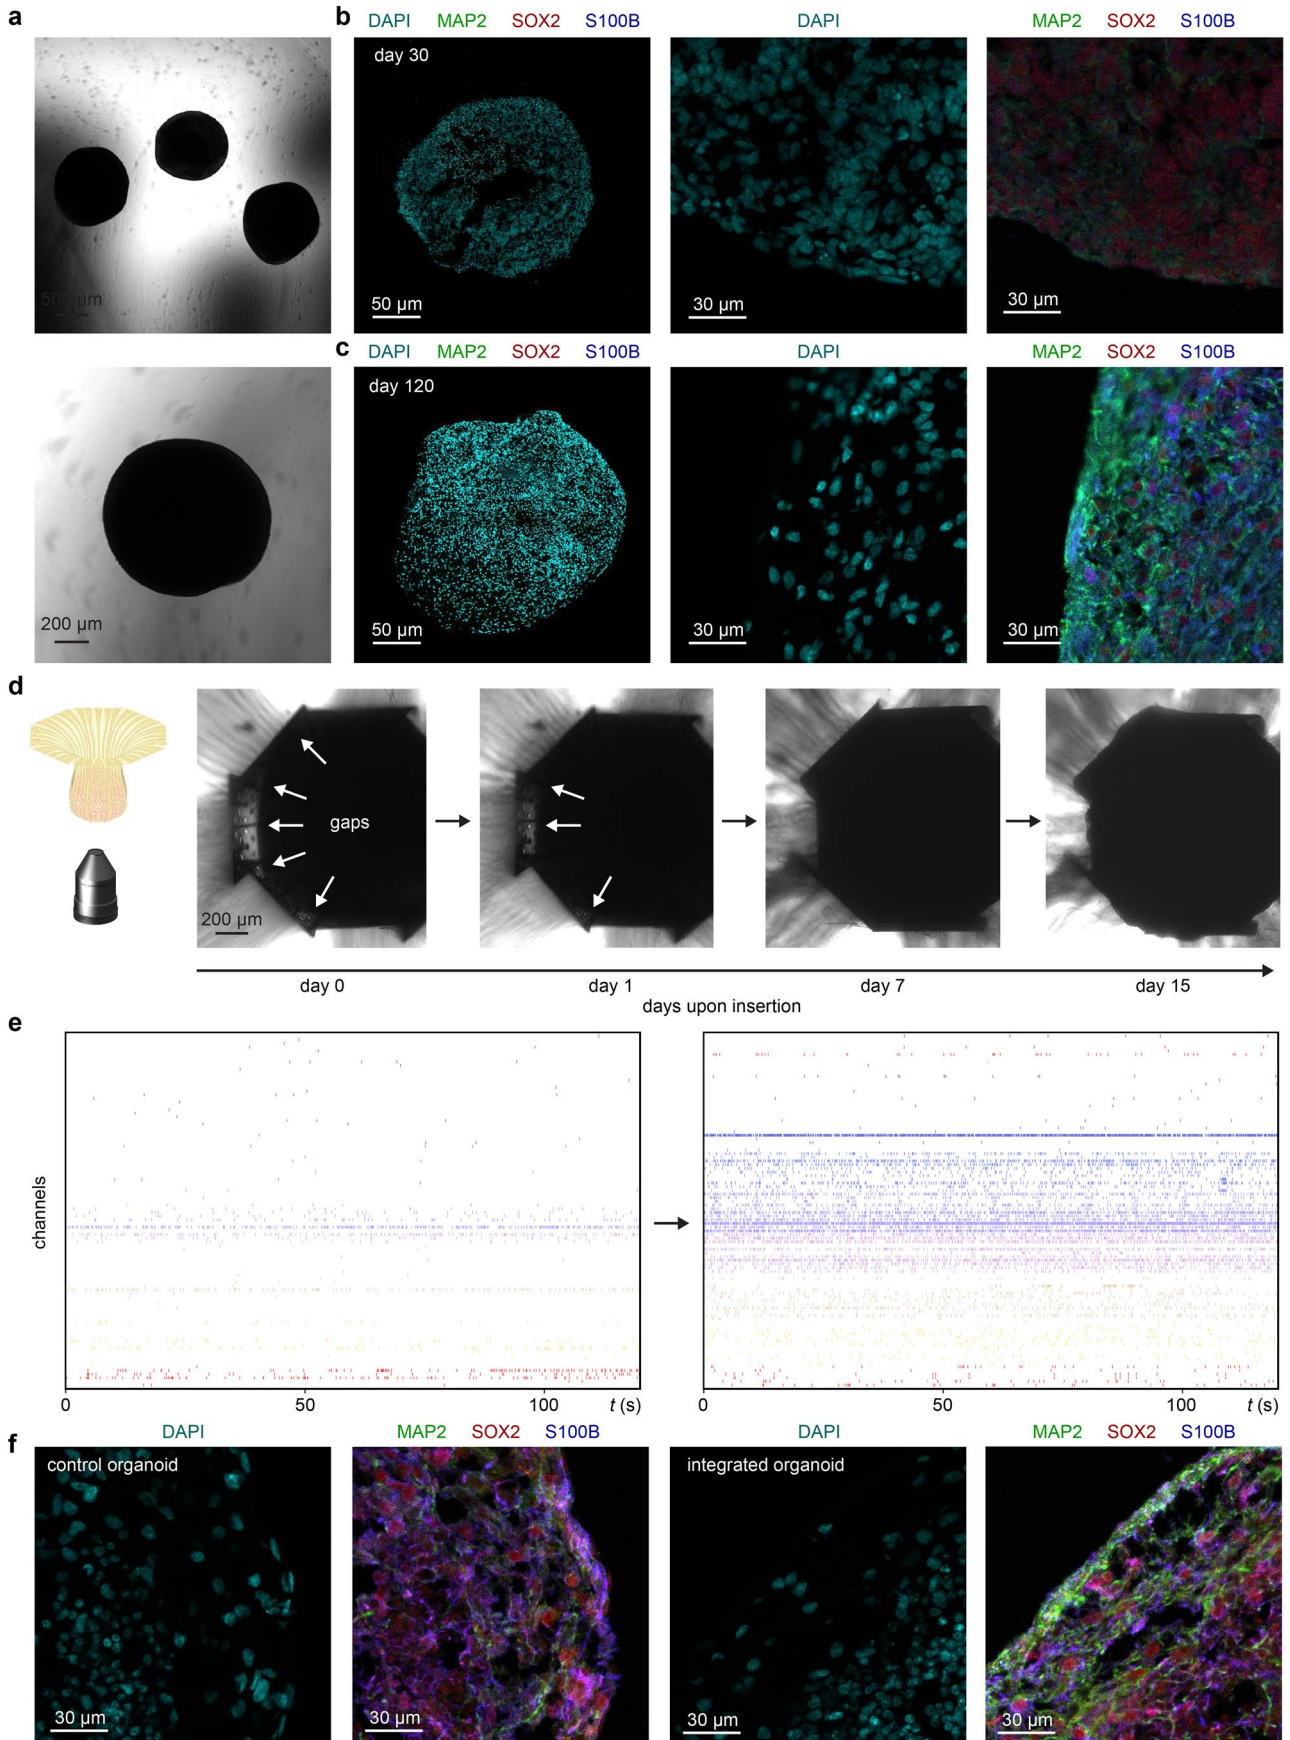 a
b
DAPI MAP2 SOX2 S100B
DAPI
MAP2 SOX2 S100B
day 30
50 µm
30 µm
30 µm
c
DAPI MAP2 SOX2 S100B
DAPI
MAP2 SOX2 S100B
day 120
200 µm
50 µm
30 µm
30 µm
d
gaps
200 µm
day 0
day 1
day 7
day 15
days upon insertion
e
channels
0
50
100
t (s)
0
50
100
t (s)
f
DAPI
MAP2 SOX2 S100B
DAPI
MAP2 SOX2 S100B
control organoid
integrated organoid
30 µm
30 µm
30 µm
30 µm